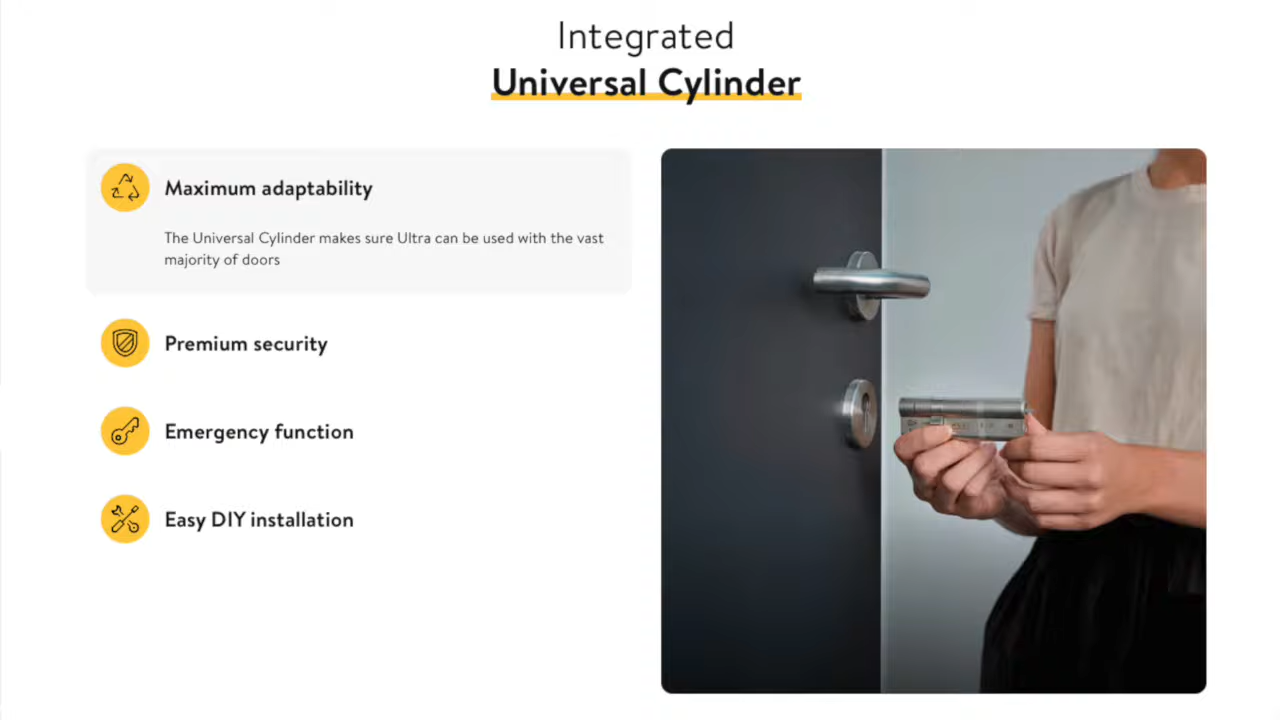 Integrated
Universal Cylinder
Maximum adaptability
The Universal Cylinder makes sure Ultra can be used with the vast
majority of doors
Premium security
Emergency function
Easy DIY installation